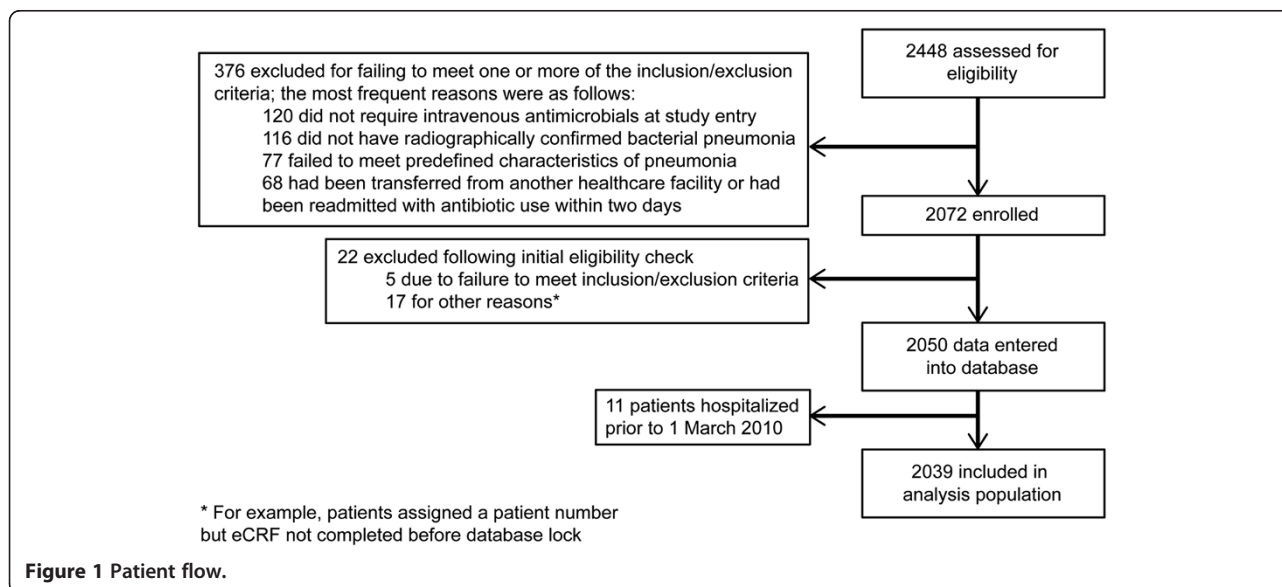 2448 assessed for
eligibility
376 excluded for failing to meet one or more of the inclusion/exclusion
criteria; the most frequent reasons were as follows:
120 did not require intravenous antimicrobials at study entry
116 did not have radiographically confirmed bacterial pneumonia
77 failed to meet predefined characteristics of pneumonia
68 had been transferred from another healthcare facility or had
been readmitted with antibiotic use within two days
2072 enrolled
22 excluded following initial eligibility check
5 due to failure to meet inclusion/exclusion criteria
17 for other reasons*
2050 data entered
into database
11 patients hospitalized
prior to 1 March 2010
2039 included in
analysis population
* For example, patients assigned a patient number
but eCRF not completed before database lock
Figure 1 Patient flow.